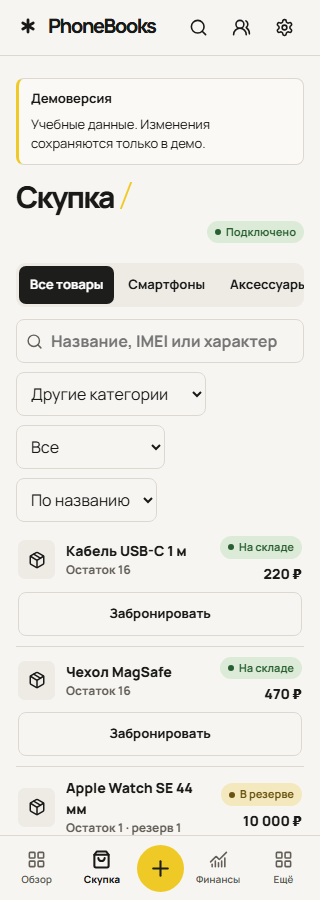 PhoneBooks
Демоверсия
Учебные данные. Изменения
сохраняются только в демо.
Скупка /
Подключено
Все товары
Смартфоны
Аксессуары
Название, IMEI или характер
Другие категории
Все
По названию
Кабель USB-C 1 м
На складе
Остаток 16
220 ₽
Забронировать
Чехол MagSafe
На складе
Остаток 16
470 ₽
Забронировать
Apple Watch SE 44
мм
В резерве
Остаток 1 · резерв 1
10 000 ₽
Обзор
Скупка
Финансы
Ещё